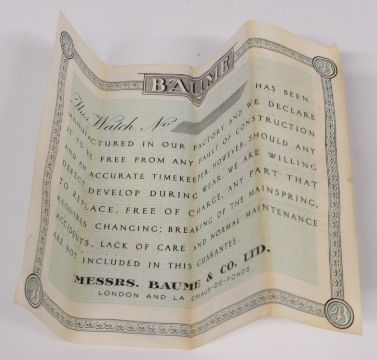 B
BAUME
B
This Watch No
HAS BEEN
MANUFACTURED IN OUR FACTORY AND WE DECLARE
IT TO BE FREE FROM ANY FAULT OF CONSTRUCTION
AND AN ACCURATE TIMEKEEPER, HOWEVER, SHOULD ANY
DEFECT DEVELOP DURING WEAR, WE ARE WILLING
TO REPLACE, FREE OF CHARGE, ANY PART THAT
REQUIRES CHANGING; BREAKING OF THE MAINSPRING,
ACCIDENTS, LACK OF CARE AND NORMAL MAINTENANCE
ARE NOT INCLUDED IN THIS GUARANTEE.
MESSRS. BAUME & CO. LTD.
LONDON AND LA CHAUX-DE-FONDS
B
B